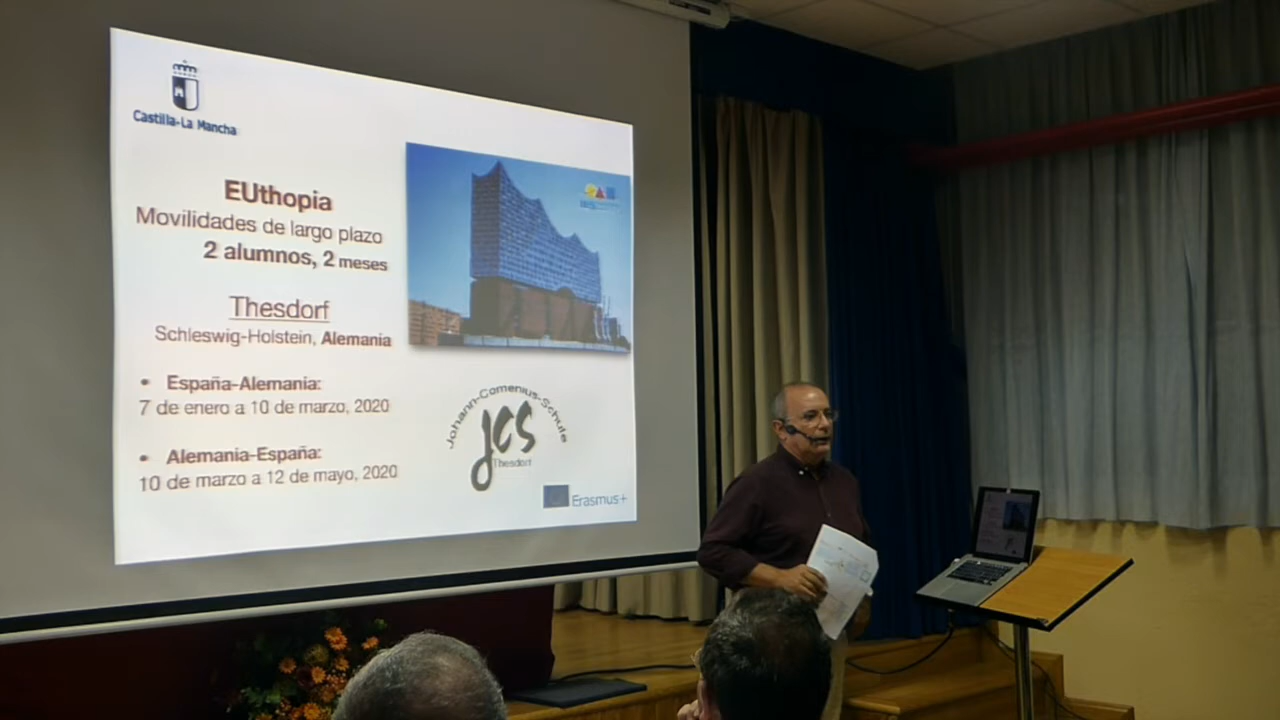 Castilla-La Mancha
EUthopia
Movilidades de largo plazo
2 alumnos, 2 meses
Thesdorf
Schleswig-Holstein, Alemania
• España-Alemania:
7 de enero a 10 de marzo, 2020
• Alemania-España:
10 de marzo a 12 de mayo, 2020
Johann-Comenius-Schule
JCS
Thesdorf
Erasmus+